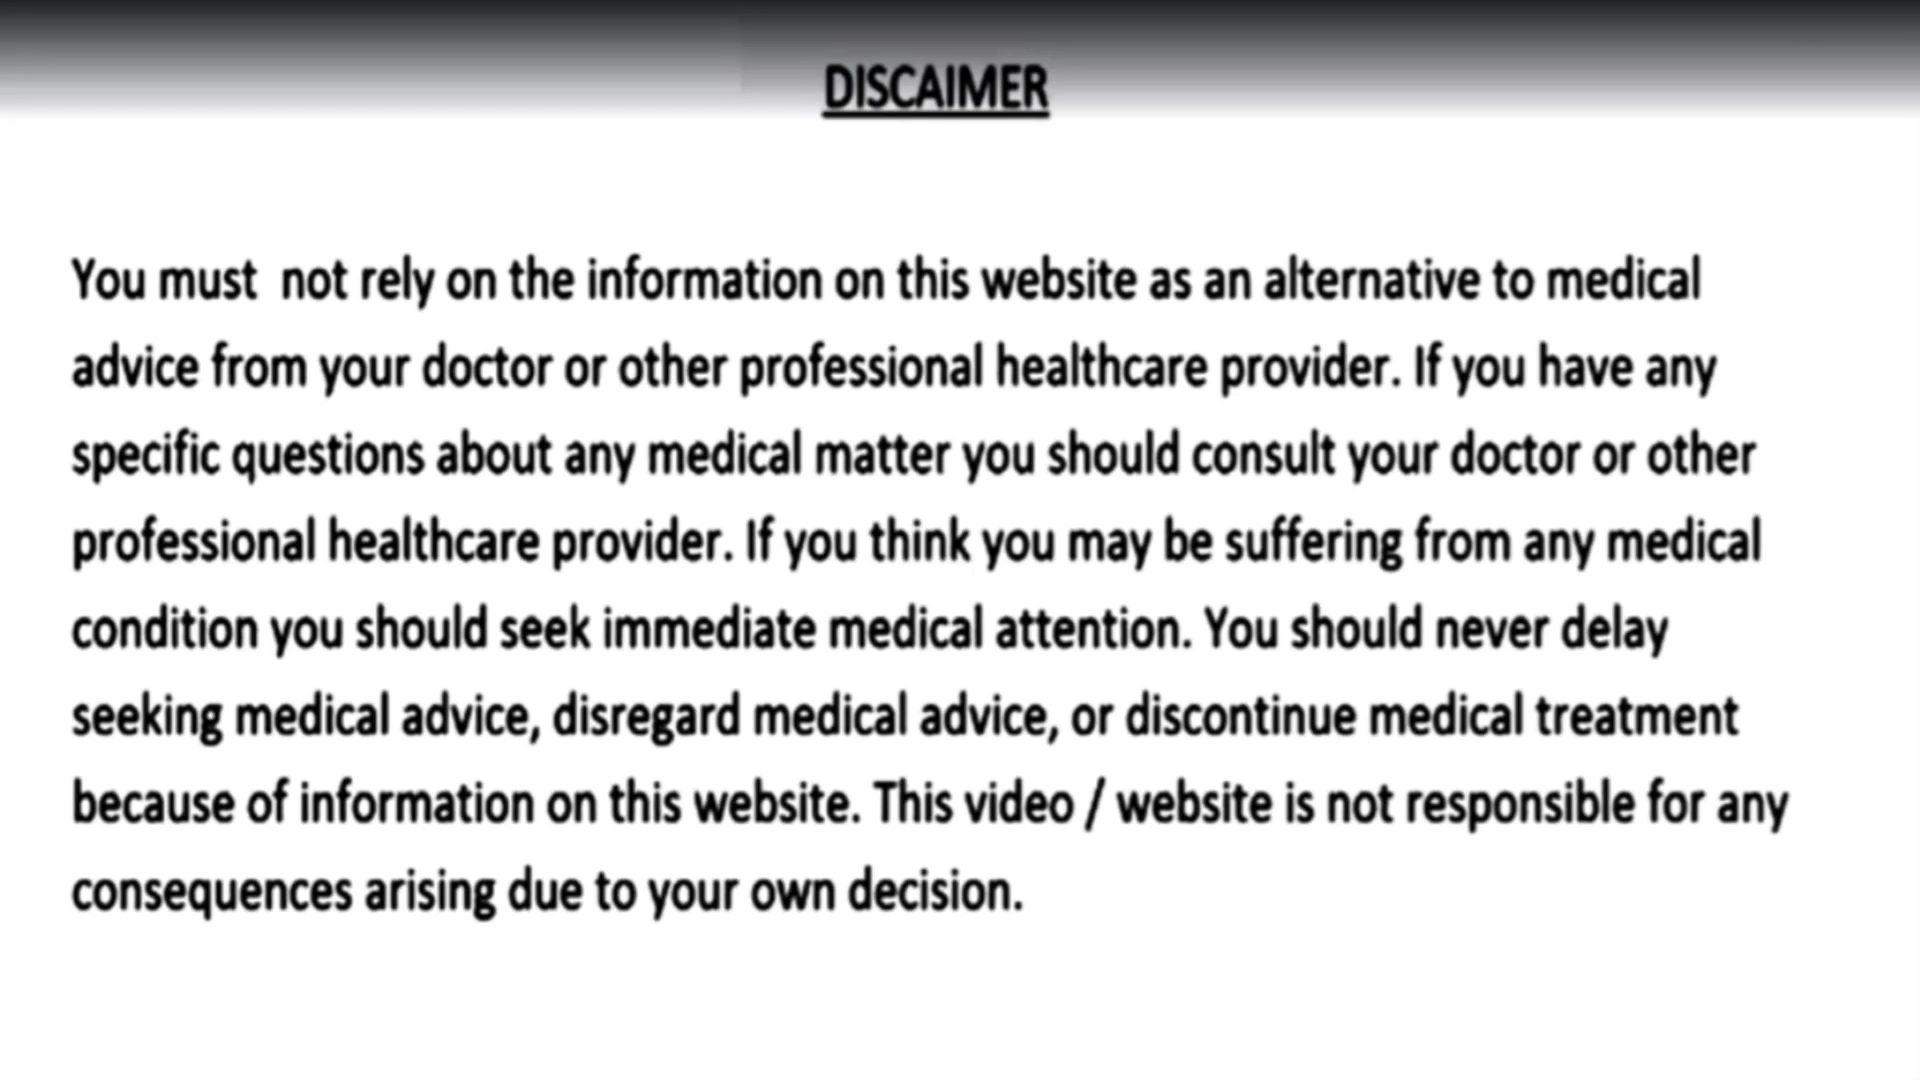 DISCAIMER
You must  not rely on the information on this website as an alternative to medical
advice from your doctor or other professional healthcare provider. If you have any
specific questions about any medical matter you should consult your doctor or other
professional healthcare provider. If you think you may be suffering from any medical
condition you should seek immediate medical attention. You should never delay
seeking medical advice, disregard medical advice, or discontinue medical treatment
because of information on this website. This video / website is not responsible for any
consequences arising due to your own decision.